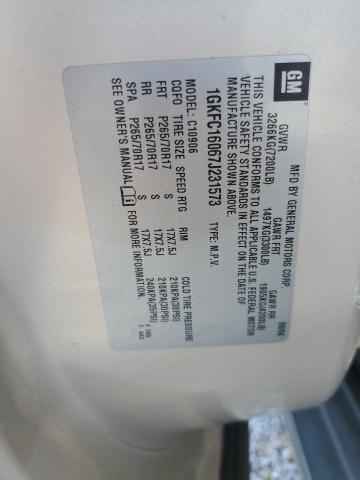 GM
MFD BY GENERAL MOTORS CORP.
08/06
GVWR GAWR FRT GAWR RR
3266KG(7200LB) 1497KG(3300LB) 1905KG(4200LB)
THIS VEHICLE CONFORMS TO ALL APPLICABLE U.S. FEDERAL
VEHICLE SAFETY STANDARDS IN EFFECT ON THE DATE OF
MANUFACTURE SHOWN ABOVE.
1GKFC16067J231573 TYPE: M.P.V.
MODEL: C10906
CQFO TIRE SIZE SPEED RTG RIM COLD TIRE PRESSURE
FRT P265/70R17 S 17X7.5J 210KPA(30PSI)
RR P265/70R17 S 17X7.5J 210KPA(30PSI)
SPA P265/70R17 S 17X7.5J 240KPA(35PSI)
SEE OWNER'S MANUAL FOR MORE INFORMATION.